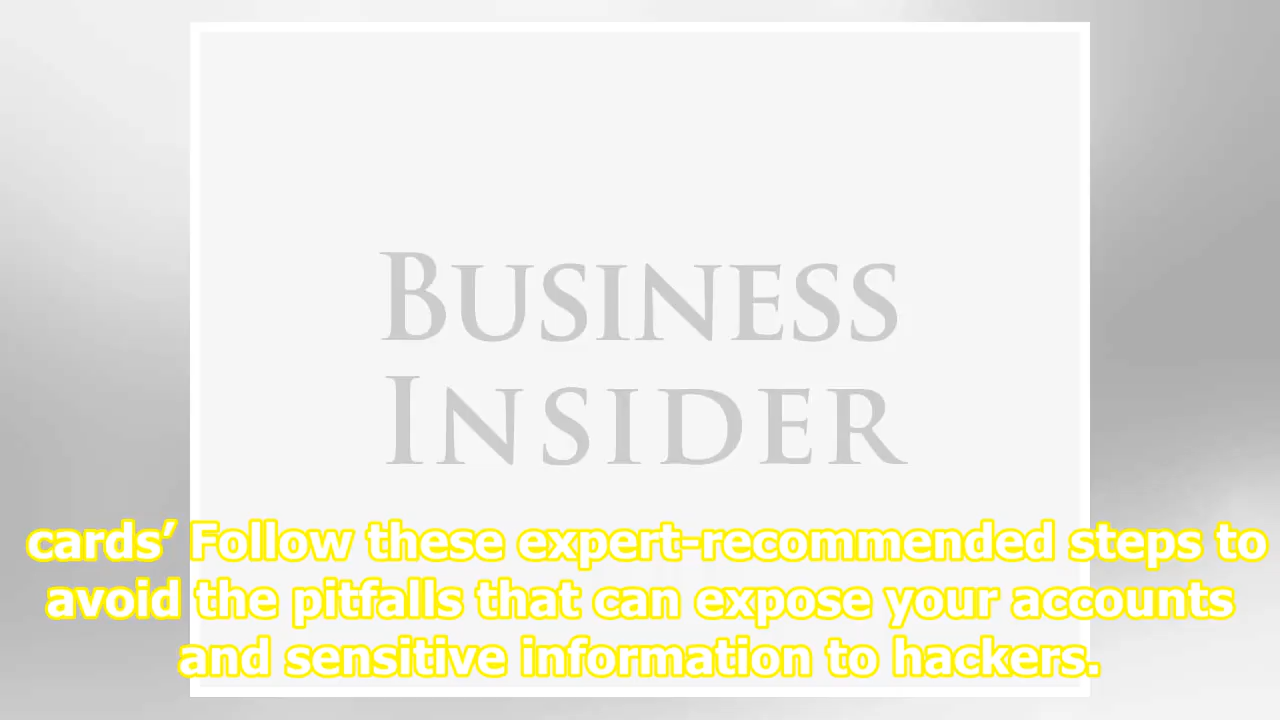 BUSINESS
INSIDER
cards’ Follow these expert-recommended steps to
avoid the pitfalls that can expose your accounts
and sensitive information to hackers.